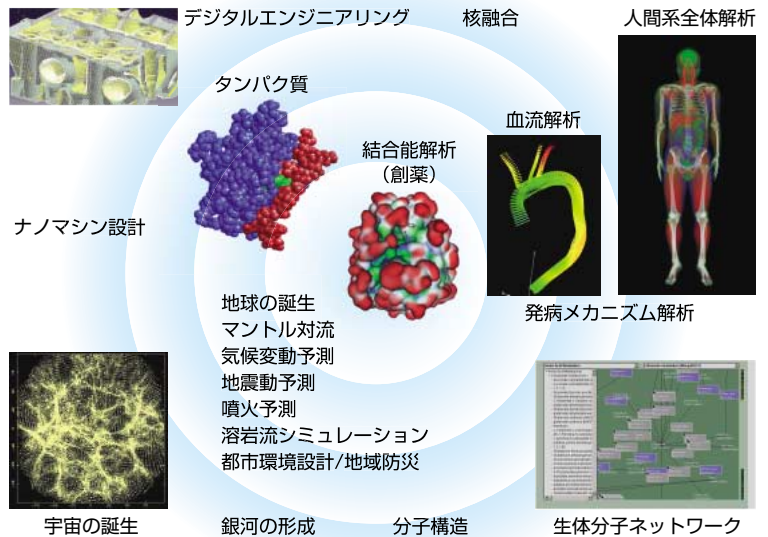 デジタルエンジニアリング
核融合
人間系全体解析
タンパク質
血流解析
結合能解析
（創薬）
ナノマシン設計
地球の誕生
マントル対流
気候変動予測
地震動予測
噴火予測
溶岩流シミュレーション
都市環境設計/地域防災
発病メカニズム解析
宇宙の誕生
銀河の形成
分子構造
生体分子ネットワーク